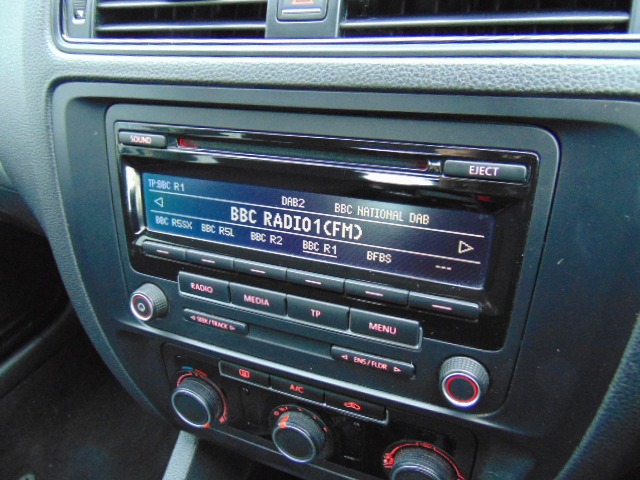 SOUND
EJECT
TP:BBC R1
DAB2 BBC NATIONAL DAB
BBC RADIO1(FM)
BBC R5SX BBC R5L BBC R2 BBC R1 BFBS ---
RADIO MEDIA TP MENU
SEEK/TRACK
ENS/FLDR
A/C